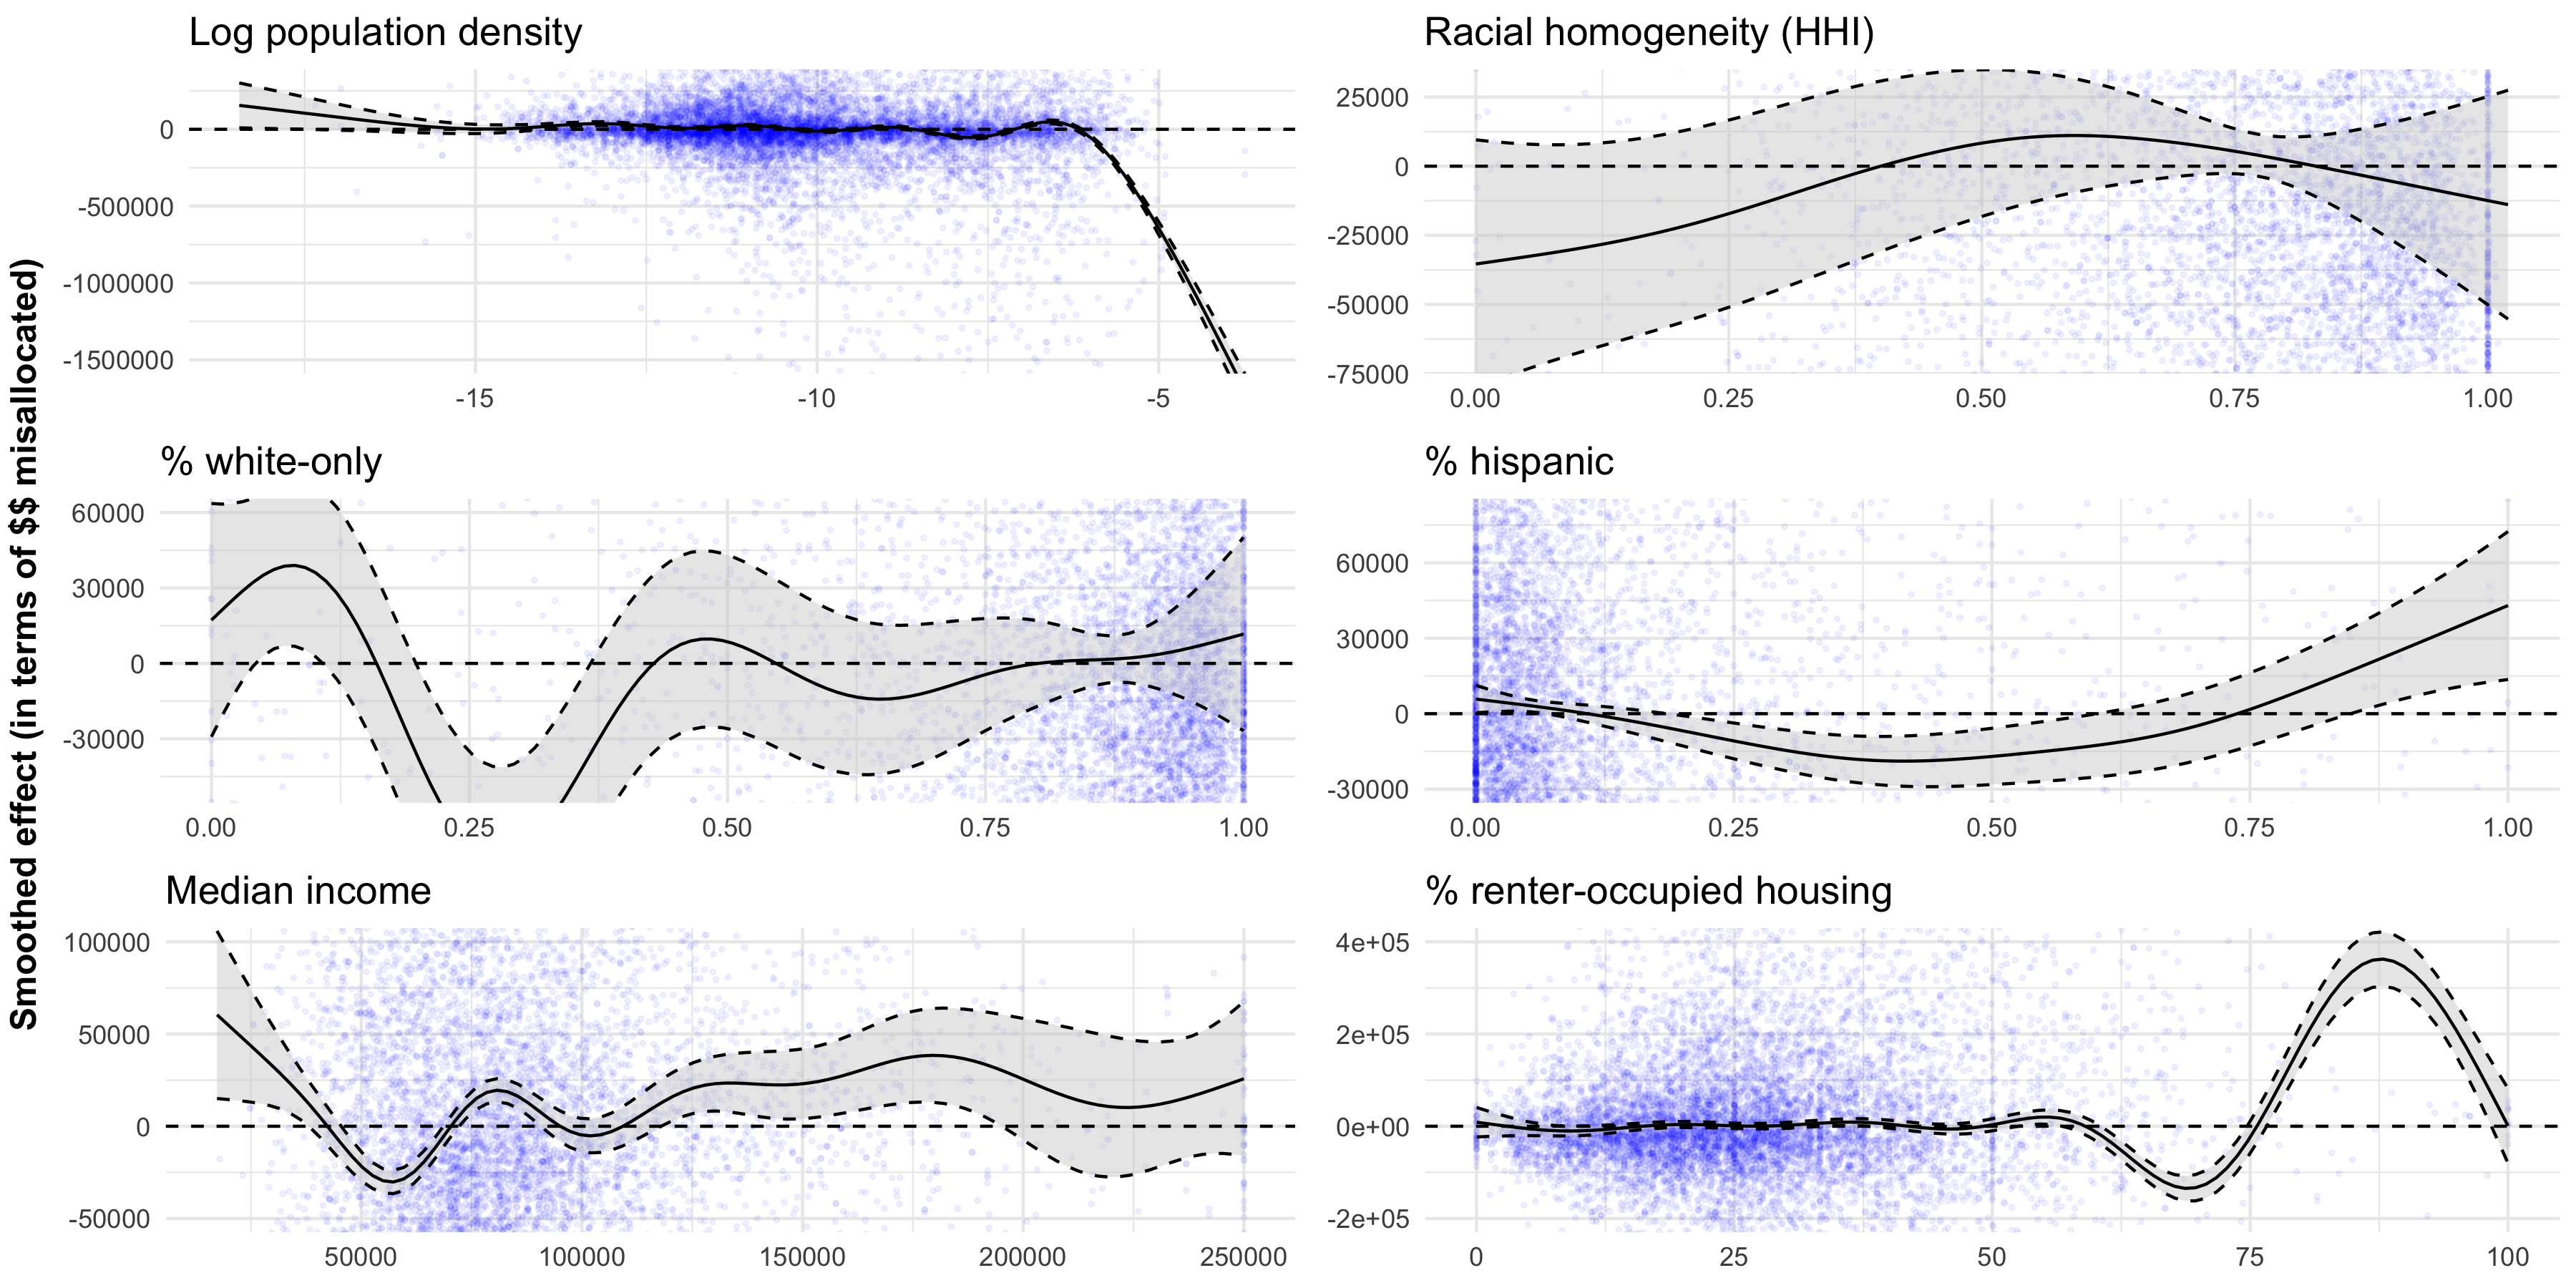 Smoothed effect (in terms of $$ misallocated)
Log population density
0
-500000
-1000000
-1500000
-15 -10 -5
Racial homogeneity (HHI)
25000
0
-25000
-50000
-75000
0.00 0.25 0.50 0.75 1.00
% white-only
60000
30000
0
-30000
0.00 0.25 0.50 0.75 1.00
% hispanic
60000
30000
0
-30000
0.00 0.25 0.50 0.75 1.00
Median income
100000
50000
0
-50000
50000 100000 150000 200000 250000
% renter-occupied housing
4e+05
2e+05
0e+00
-2e+05
0 25 50 75 100